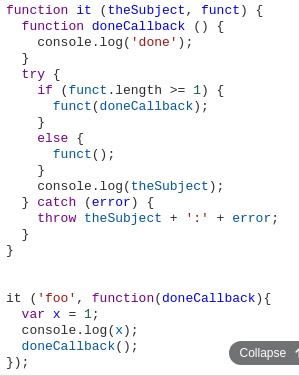 function it (theSubject, funct) {
  function doneCallback () {
    console.log('done');
  }
  try {
    if (funct.length >= 1) {
      funct(doneCallback);
    }
    else {
      funct();
    }
    console.log(theSubject);
  } catch (error) {
    throw theSubject + ':' + error;
  }
}
it ('foo', function(doneCallback){
  var x = 1;
  console.log(x);
  doneCallback();
});
Collapse